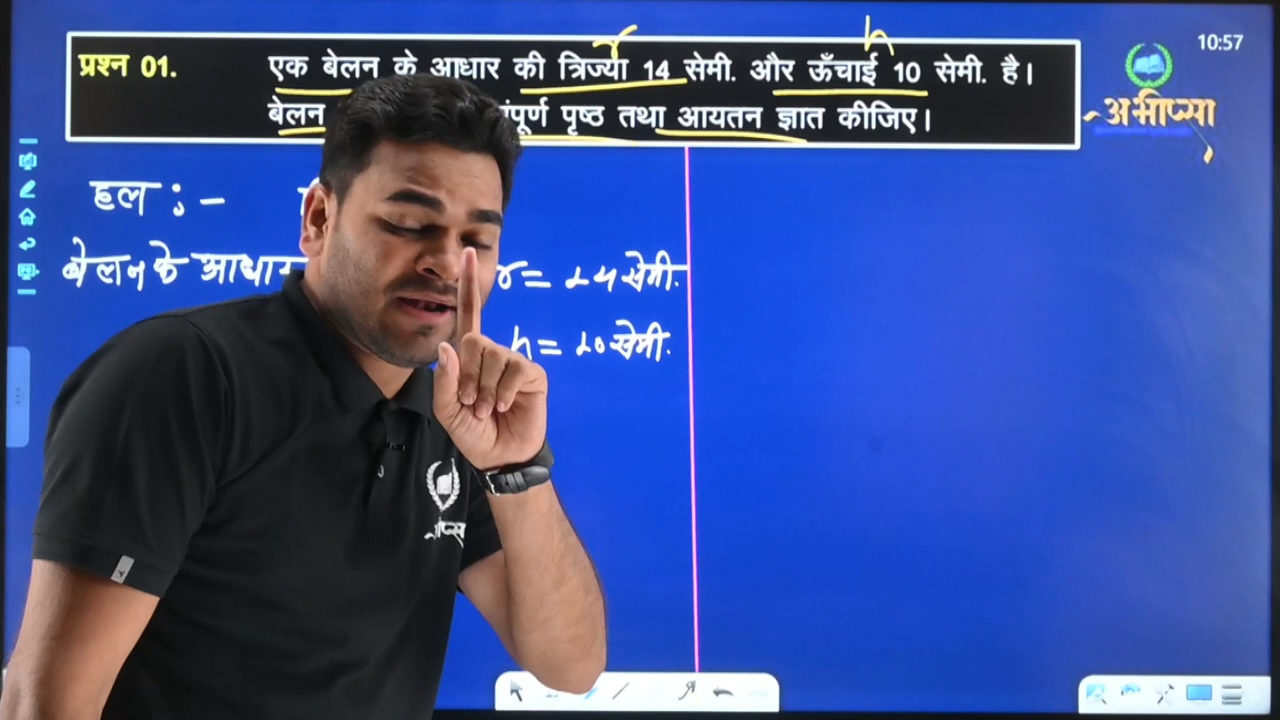 10:57
प्रश्न 01. एक बेलन के आधार की त्रिज्या 14 सेमी. और ऊँचाई 10 सेमी. है।
बेलन संपूर्ण पृष्ठ तथा आयतन ज्ञात कीजिए।
r
h
अभीप्सा
हल :-
बेलन के आधार r = 14 सेमी.
h = 10 सेमी.